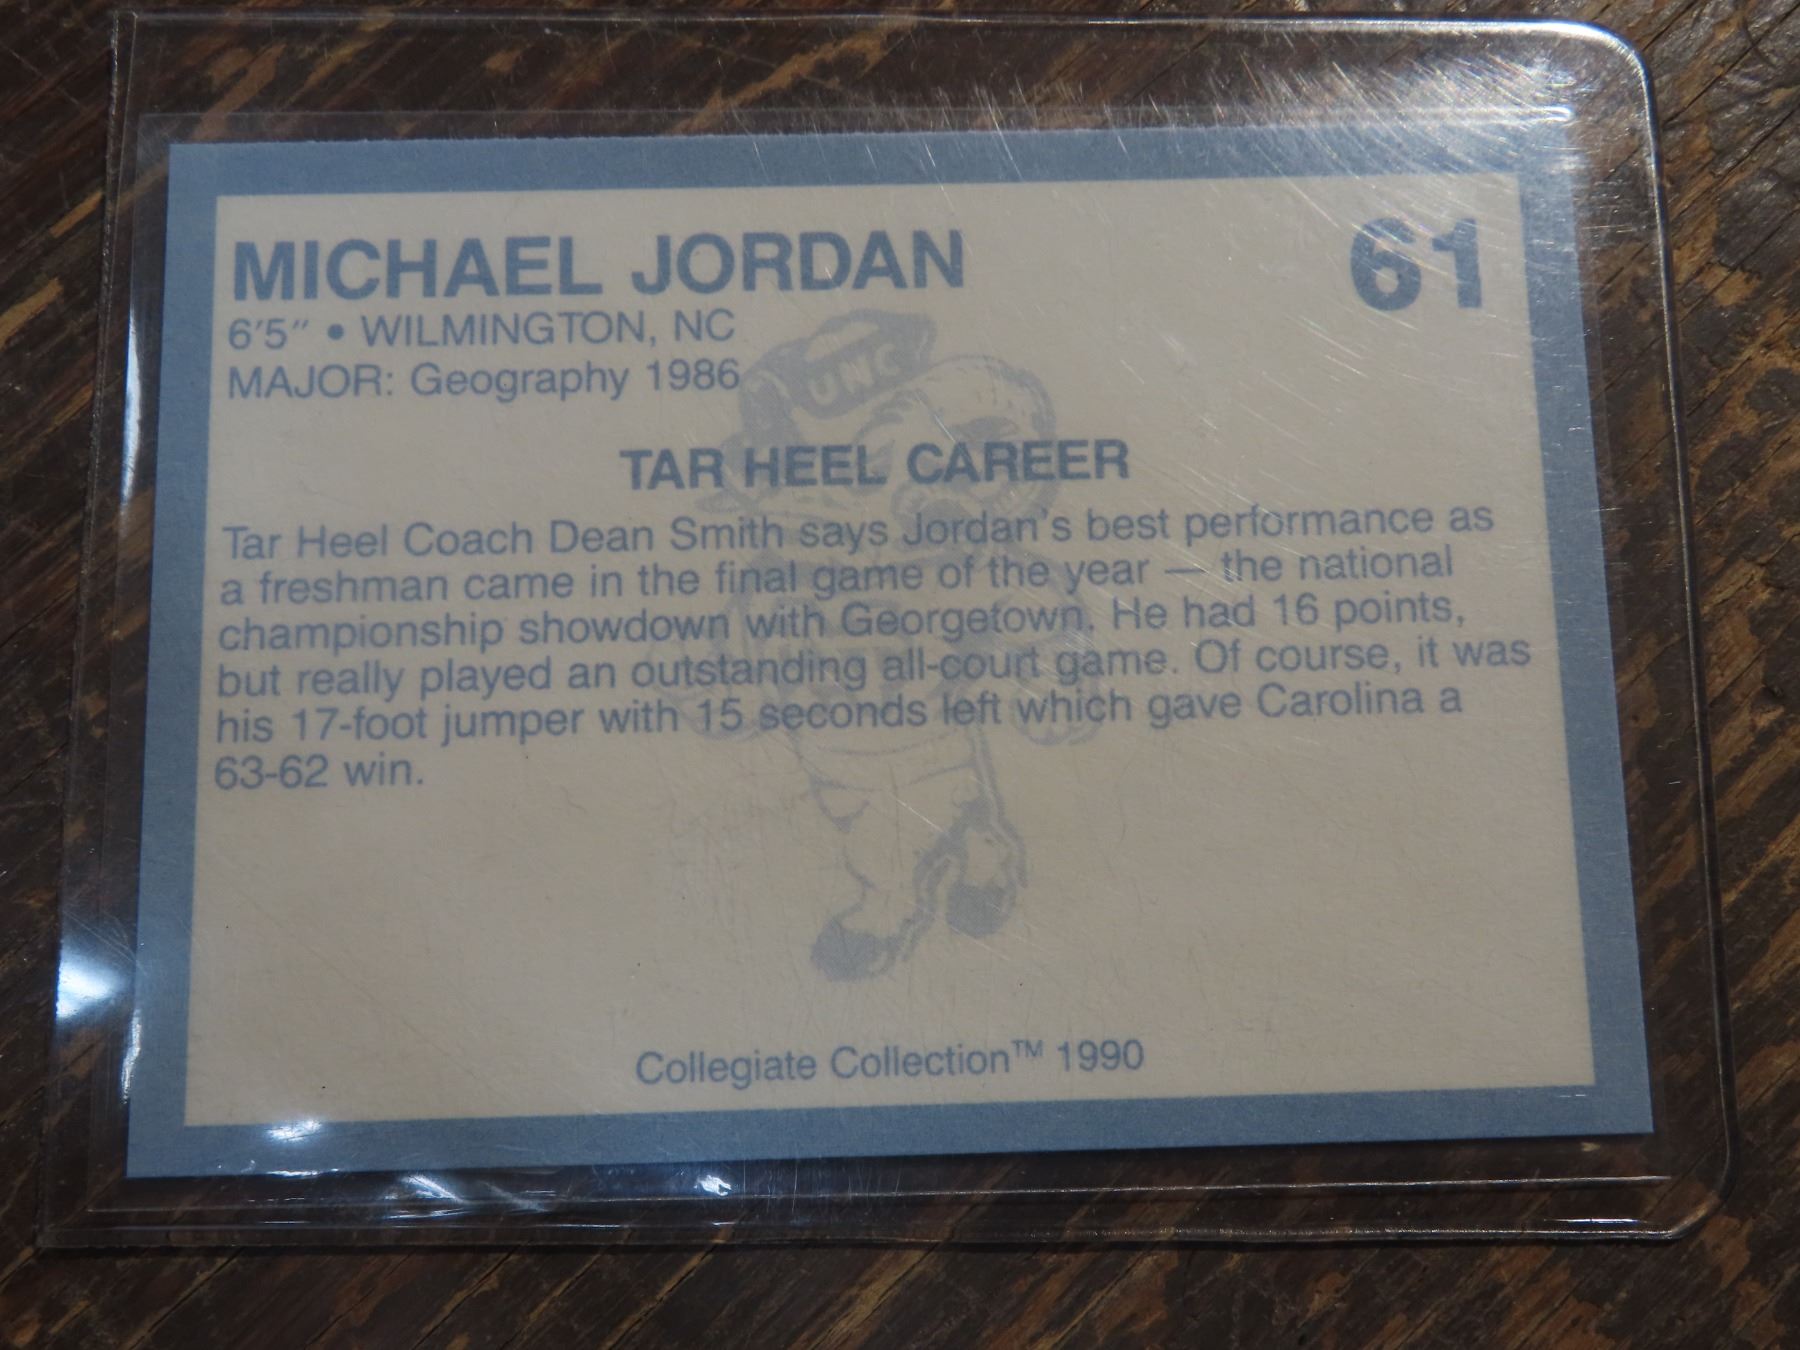 MICHAEL JORDAN 61
6'5" • WILMINGTON, NC
MAJOR: Geography 1986
UNC
TAR HEEL CAREER
Tar Heel Coach Dean Smith says Jordan's best performance as
a freshman came in the final game of the year — the national
championship showdown with Georgetown. He had 16 points,
but really played an outstanding all-court game. Of course, it was
his 17-foot jumper with 15 seconds left which gave Carolina a
63-62 win.
Collegiate Collection™ 1990